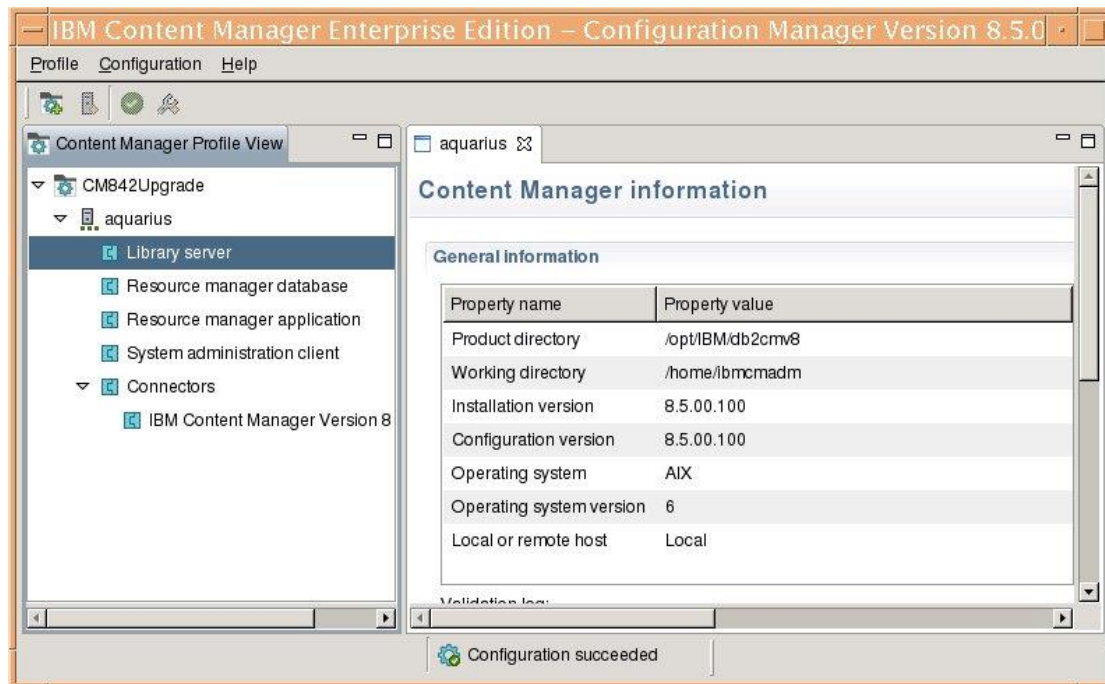 IBM Content Manager Enterprise Edition – Configuration Manager Version 8.5.0
Profile Configuration Help
Content Manager Profile View
CM842Upgrade
aquarius
Library server
Resource manager database
Resource manager application
System administration client
Connectors
IBM Content Manager Version 8
aquarius
Content Manager information
General information
Property name Property value
Product directory /opt/IBM/db2cmv8
Working directory /home/ibmcmadm
Installation version 8.5.00.100
Configuration version 8.5.00.100
Operating system AIX
Operating system version 6
Local or remote host Local
Validation log:
Configuration succeeded